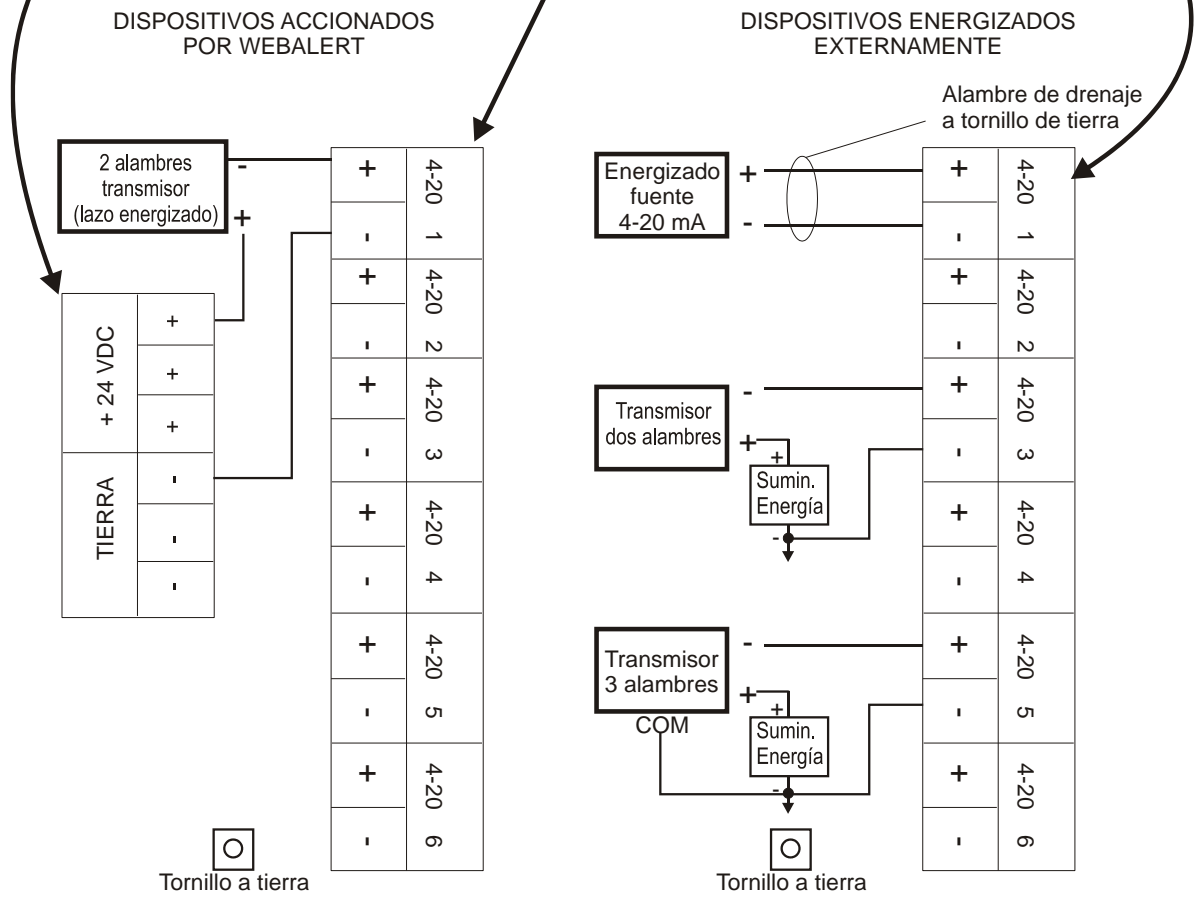 DISPOSITIVOS ACCIONADOS
POR WEBALERT
2 alambres
transmisor
(lazo energizado)
-
+
+ 24 VDC
+
+
+
TIERRA
-
-
-
+
-
4-20 1
+
-
4-20 2
+
-
4-20 3
+
-
4-20 4
+
-
4-20 5
+
-
4-20 6
Tornillo a tierra
DISPOSITIVOS ENERGIZADOS
EXTERNAMENTE
Alambre de drenaje
a tornillo de tierra
Energizado
fuente
4-20 mA
+
-
Transmisor
dos alambres
-
+
+
Sumin.
Energía
-
Transmisor
3 alambres
COM
-
+
+
Sumin.
Energía
-
+
-
4-20 1
+
-
4-20 2
+
-
4-20 3
+
-
4-20 4
+
-
4-20 5
+
-
4-20 6
Tornillo a tierra